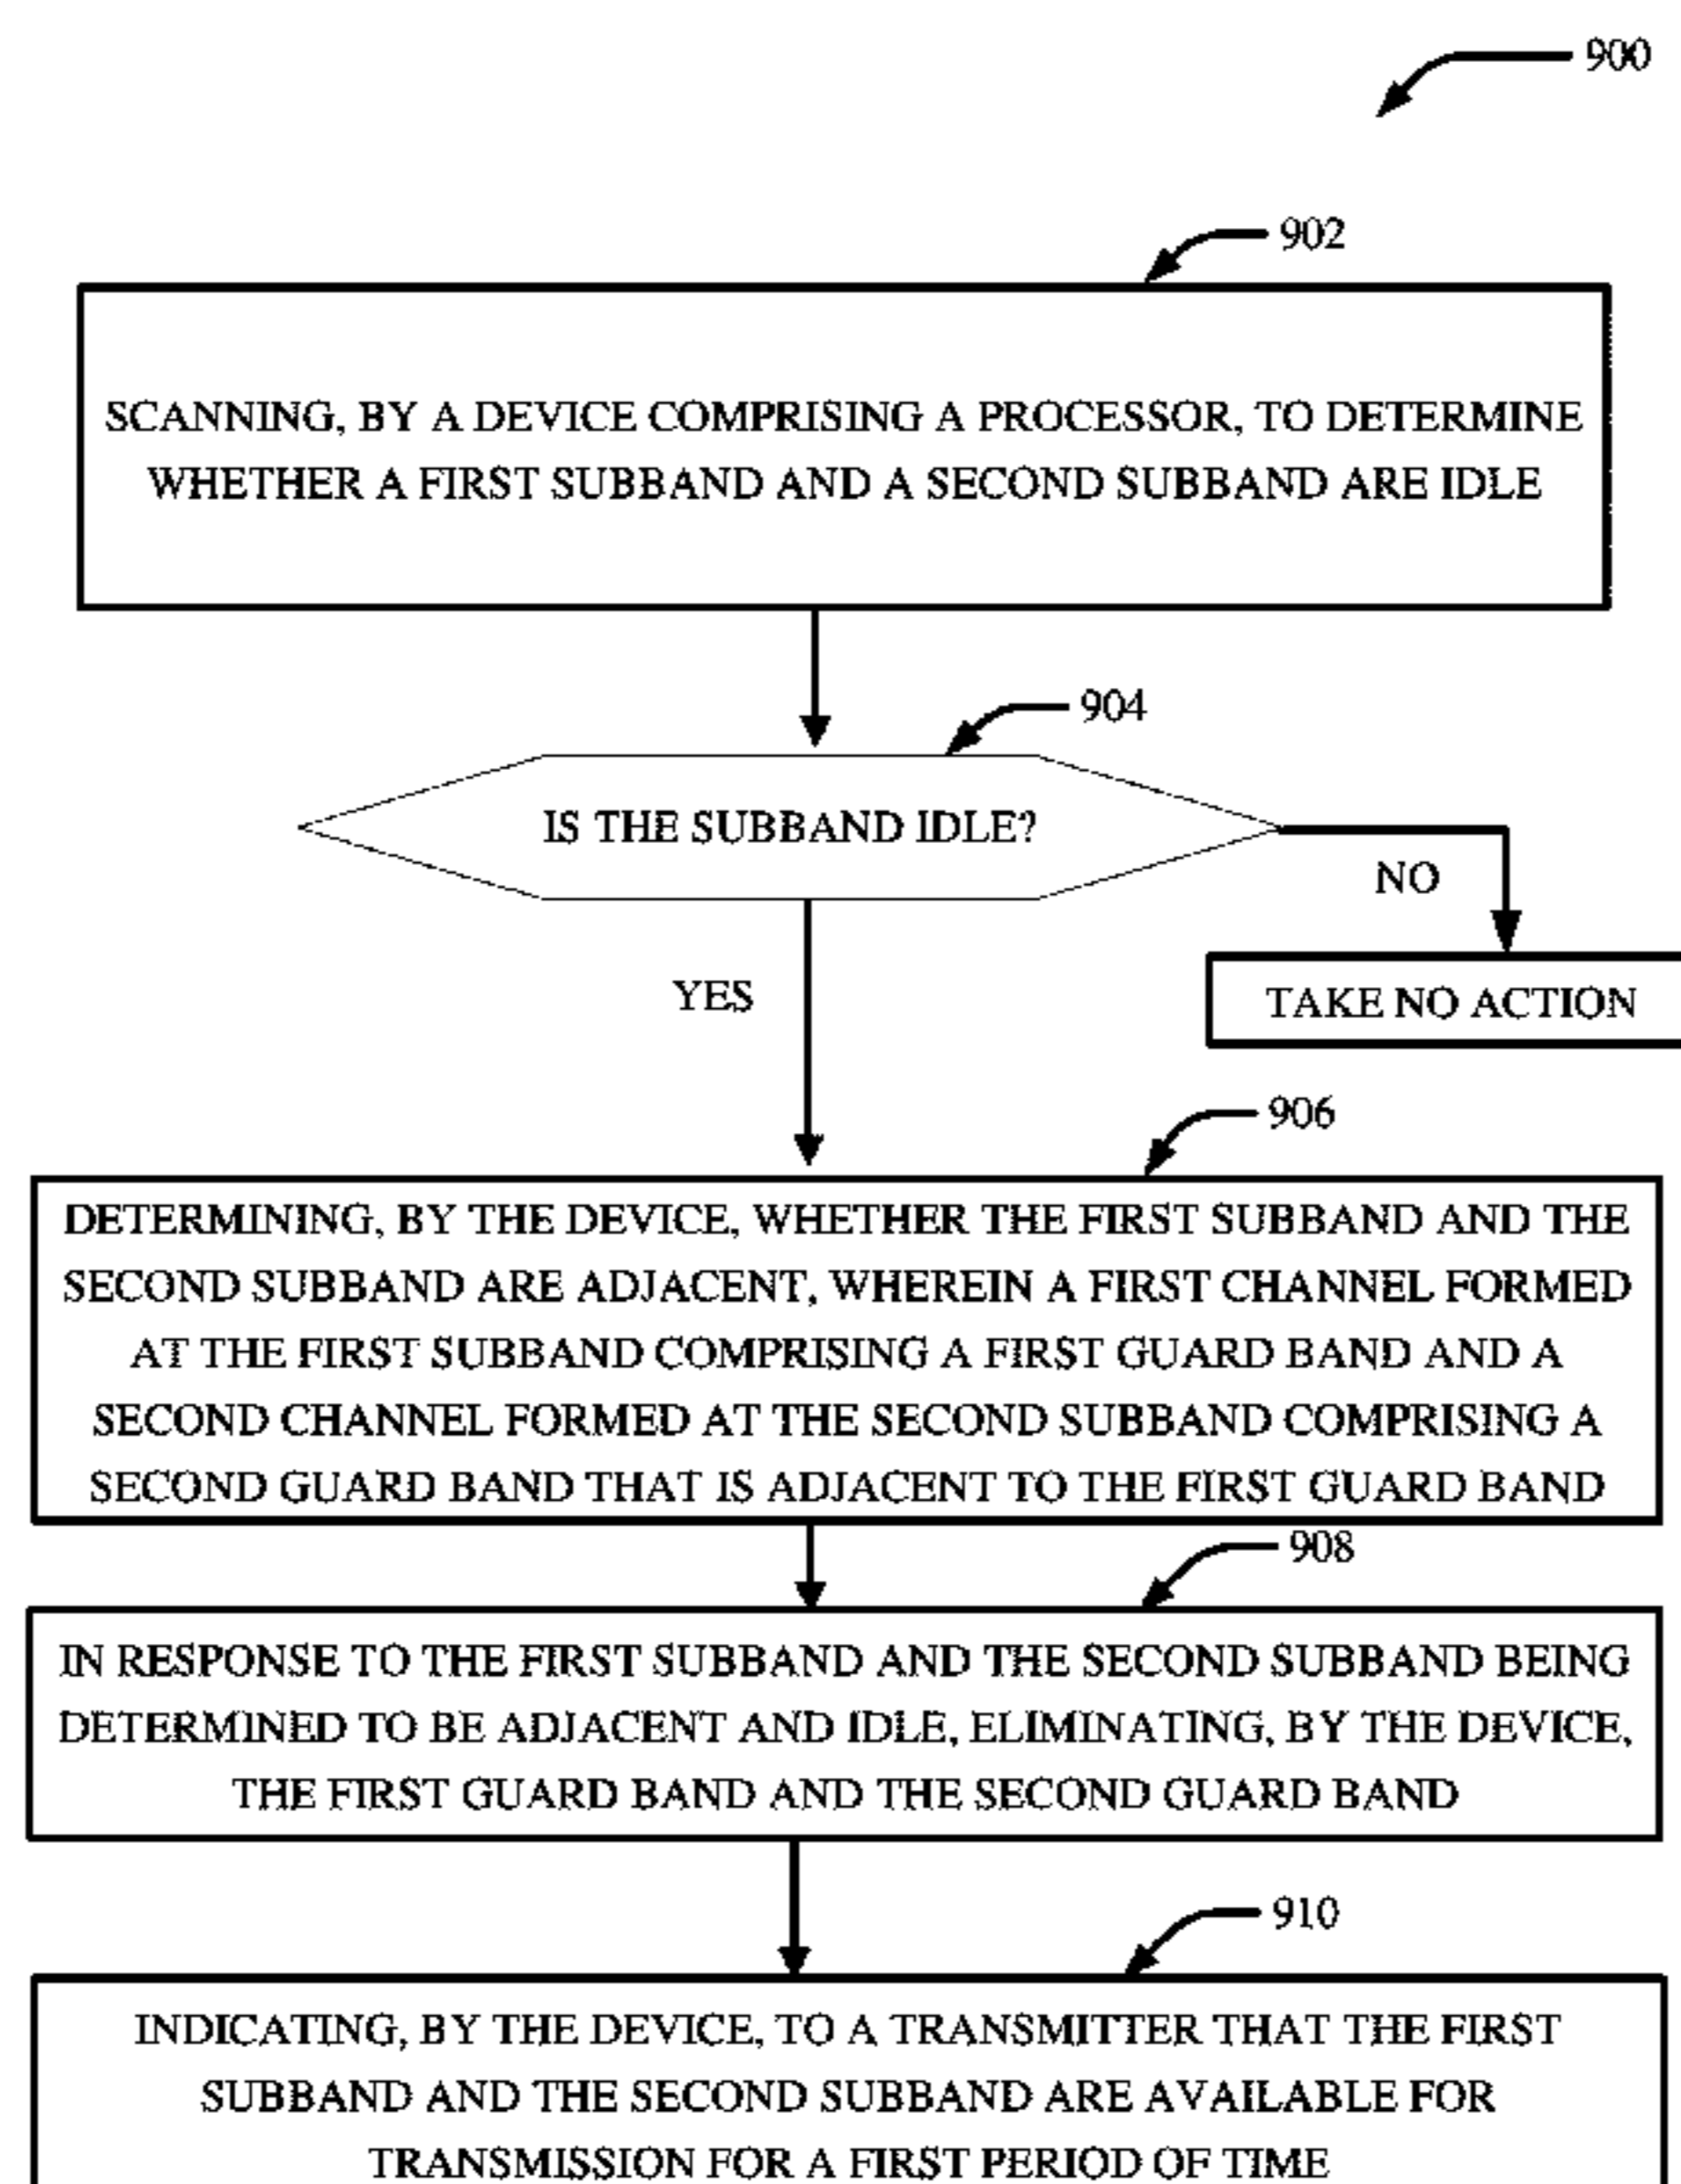 900
902
SCANNING, BY A DEVICE COMPRISING A PROCESSOR, TO DETERMINE
WHETHER A FIRST SUBBAND AND A SECOND SUBBAND ARE IDLE
904
IS THE SUBBAND IDLE?
NO
TAKE NO ACTION
YES
906
DETERMINING, BY THE DEVICE, WHETHER THE FIRST SUBBAND AND THE
SECOND SUBBAND ARE ADJACENT, WHEREIN A FIRST CHANNEL FORMED
AT THE FIRST SUBBAND COMPRISING A FIRST GUARD BAND AND A
SECOND CHANNEL FORMED AT THE SECOND SUBBAND COMPRISING A
SECOND GUARD BAND THAT IS ADJACENT TO THE FIRST GUARD BAND
908
IN RESPONSE TO THE FIRST SUBBAND AND THE SECOND SUBBAND BEING
DETERMINED TO BE ADJACENT AND IDLE, ELIMINATING, BY THE DEVICE,
THE FIRST GUARD BAND AND THE SECOND GUARD BAND
910
INDICATING, BY THE DEVICE, TO A TRANSMITTER THAT THE FIRST
SUBBAND AND THE SECOND SUBBAND ARE AVAILABLE FOR
TRANSMISSION FOR A FIRST PERIOD OF TIME